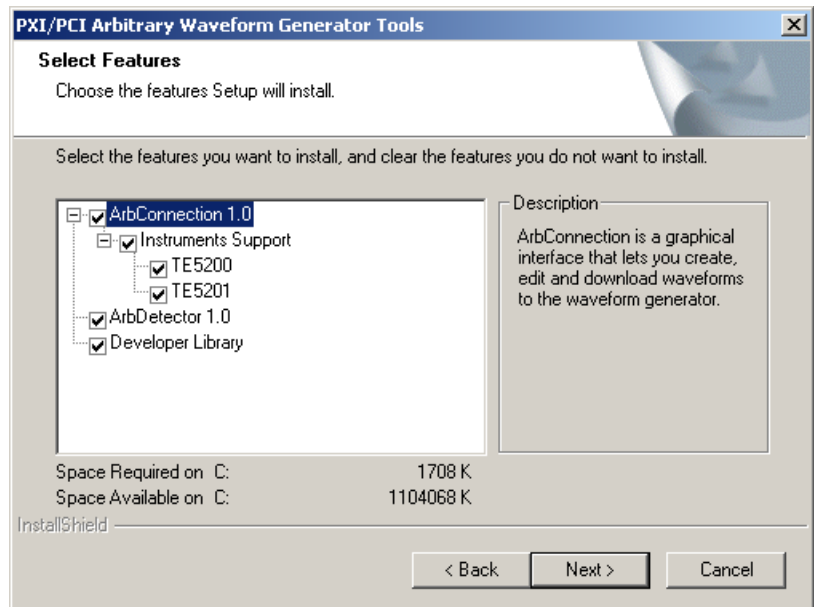 PXI/PCI Arbitrary Waveform Generator Tools
Select Features
Choose the features Setup will install.
Select the features you want to install, and clear the features you do not want to install.
ArbConnection 1.0
Instruments Support
TE5200
TE5201
ArbDetector 1.0
Developer Library
Description
ArbConnection is a graphical
interface that lets you create,
edit and download waveforms
to the waveform generator.
Space Required on C: 1708 K
Space Available on C: 1104068 K
InstallShield
< Back Next > Cancel